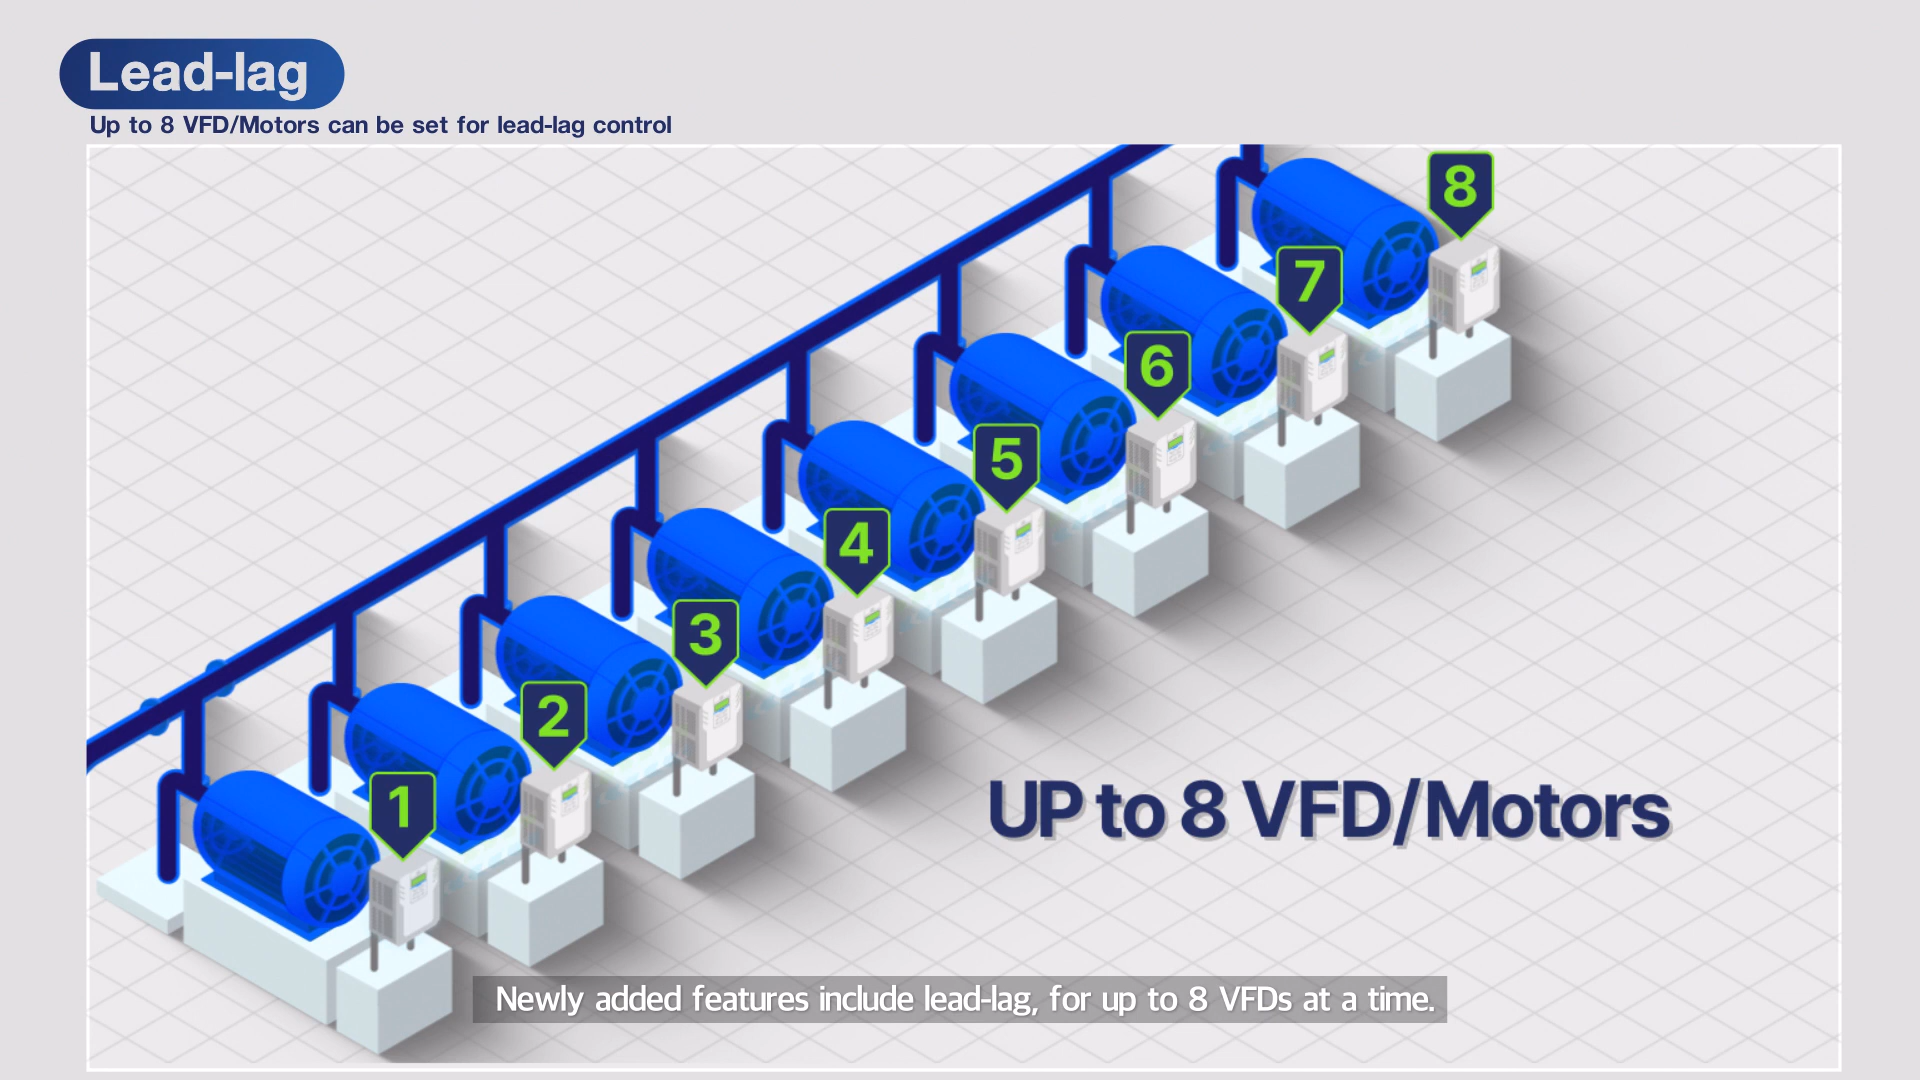 Lead-lag
Up to 8 VFD/Motors can be set for lead-lag control
8
7
6
5
4
3
2
1
UP to 8 VFD/Motors
Newly added features include lead-lag, for up to 8 VFDs at a time.